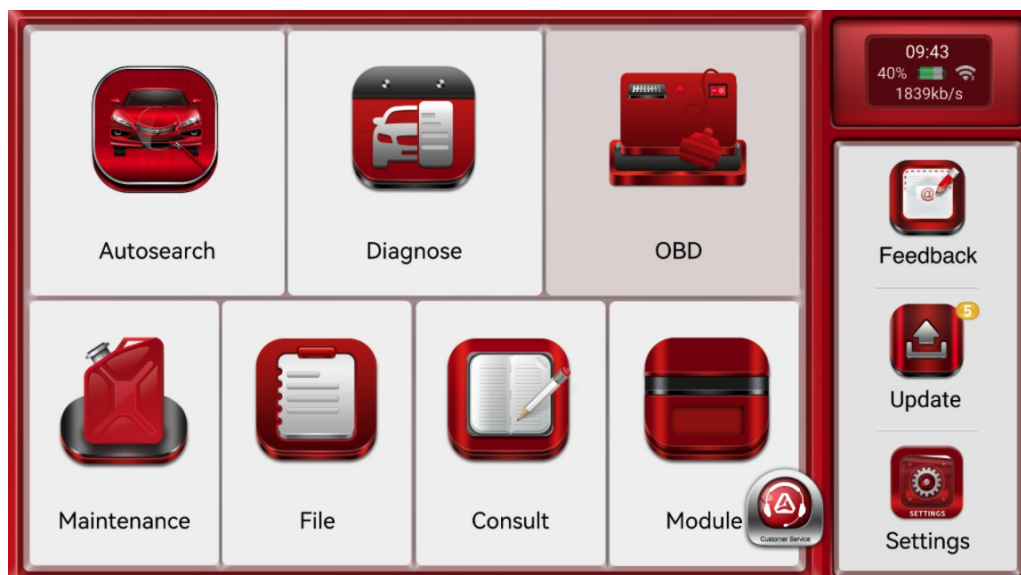 09:43
40%
1839kb/s
Autosearch
Diagnose
OBD
Feedback
5
Update
Maintenance
File
Consult
Module
Customer Service
SETTINGS
Settings